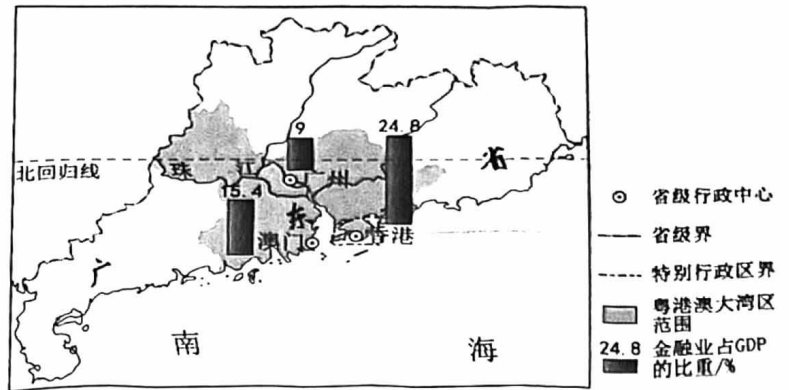 9
24.8
省
北回归线
珠 江
广州
15.4
东
澳门
香港
广
南 海
省级行政中心
省级界
特别行政区界
粤港澳大湾区
范围
24.8 金融业占GDP
的比重/%